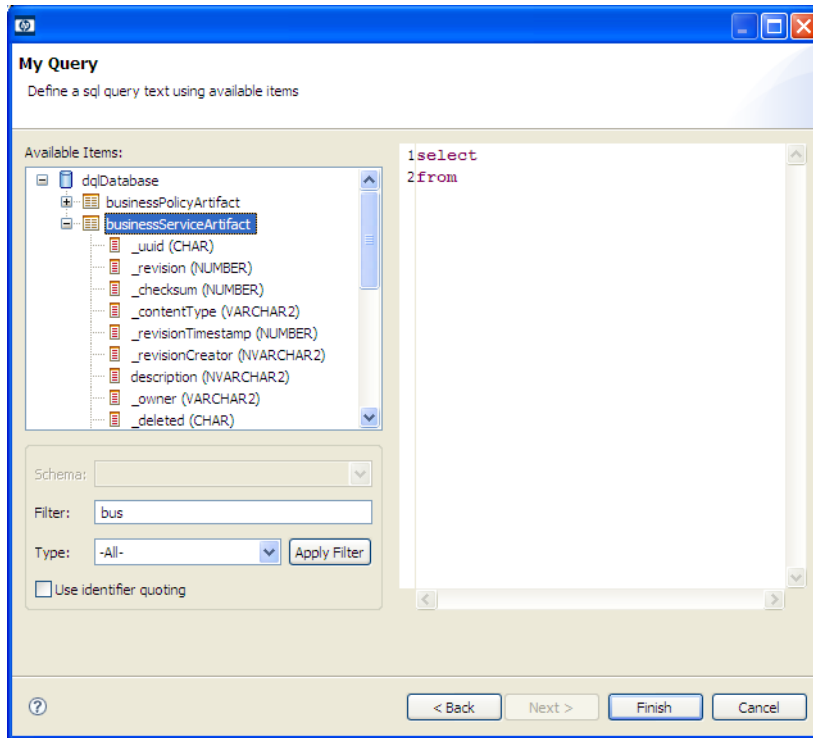 My Query
Define a sql query text using available items
Available Items:
dqlDatabase
businessPolicyArtifact
businessServiceArtifact
_uuid (CHAR)
_revision (NUMBER)
_checksum (NUMBER)
_contentType (VARCHAR2)
_revisionTimestamp (NUMBER)
_revisionCreator (NVARCHAR2)
description (NVARCHAR2)
_owner (VARCHAR2)
_deleted (CHAR)
Schema:
Filter: bus
Type: -All- Apply Filter
Use identifier quoting
1select
2from
< Back Next > Finish Cancel